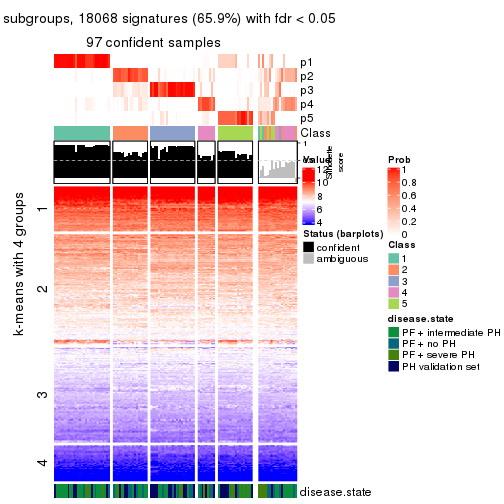 subgroups, 18068 signatures (65.9%) with fdr < 0.05
97 confident samples
p1
p2
p3
p4
p5
Class
1
Silhouette
score
k-means with 4 groups
1
2
3
4
disease.state
Value
12
10
8
6
4
Status (barplots)
confident
ambiguous
Prob
1
0.8
0.6
0.4
0.2
0
Class
1
2
3
4
5
disease.state
PF + intermediate PH
PF + no PH
PF + severe PH
PH validation set